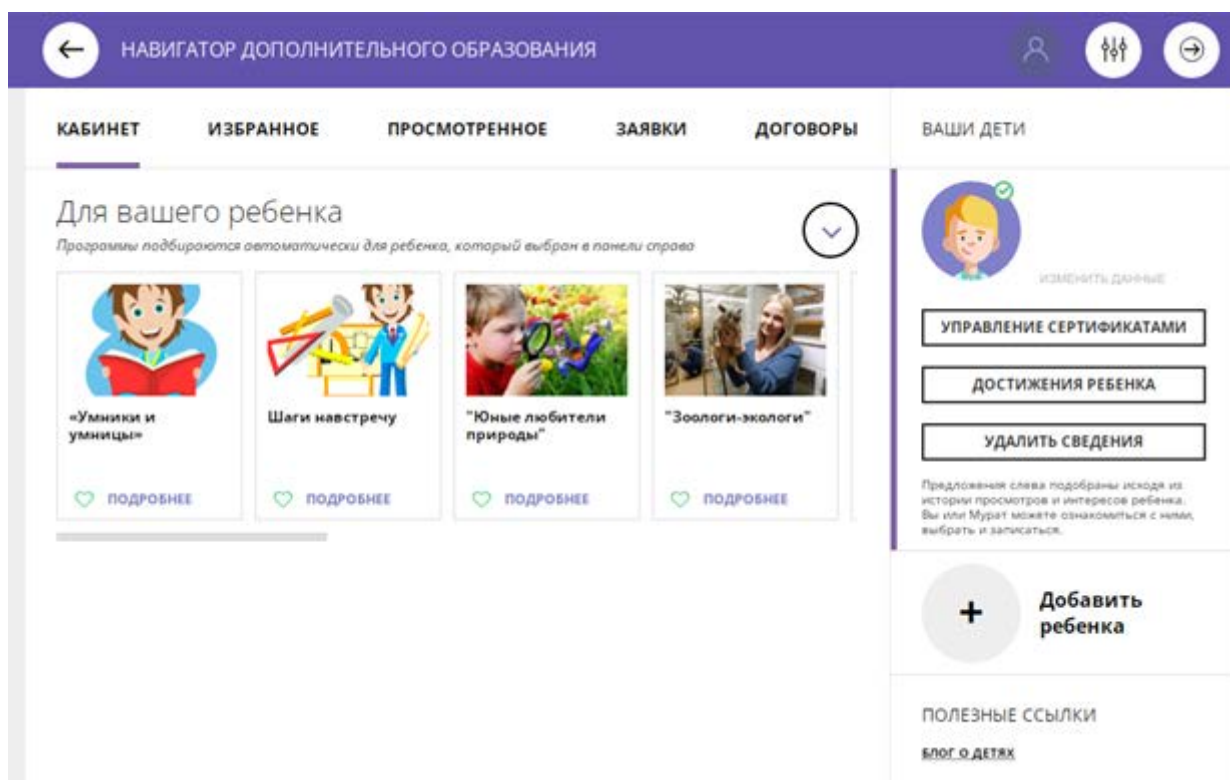 НАВИГАТОР ДОПОЛНИТЕЛЬНОГО ОБРАЗОВАНИЯ
КАБИНЕТ
ИЗБРАННОЕ
ПРОСМОТРЕННОЕ
ЗАЯВКИ
ДОГОВОРЫ
Для вашего ребенка
Программы подбираются автоматически для ребенка, который выбран в панели справа
«Умники и
умницы»
ПОДРОБНЕЕ
Шаги навстречу
ПОДРОБНЕЕ
"Юные любители
природы"
ПОДРОБНЕЕ
"Зоологи-экологи"
ПОДРОБНЕЕ
ВАШИ ДЕТИ
ИЗМЕНИТЬ ДАННЫЕ
УПРАВЛЕНИЕ СЕРТИФИКАТАМИ
ДОСТИЖЕНИЯ РЕБЕНКА
УДАЛИТЬ СВЕДЕНИЯ
Предложения слева подобраны исходя из
истории просмотров и интересов ребенка.
Вы или Мурат можете ознакомиться с ними,
выбрать и записаться.
+ Добавить
ребенка
ПОЛЕЗНЫЕ ССЫЛКИ
БЛОГ О ДЕТЯХ